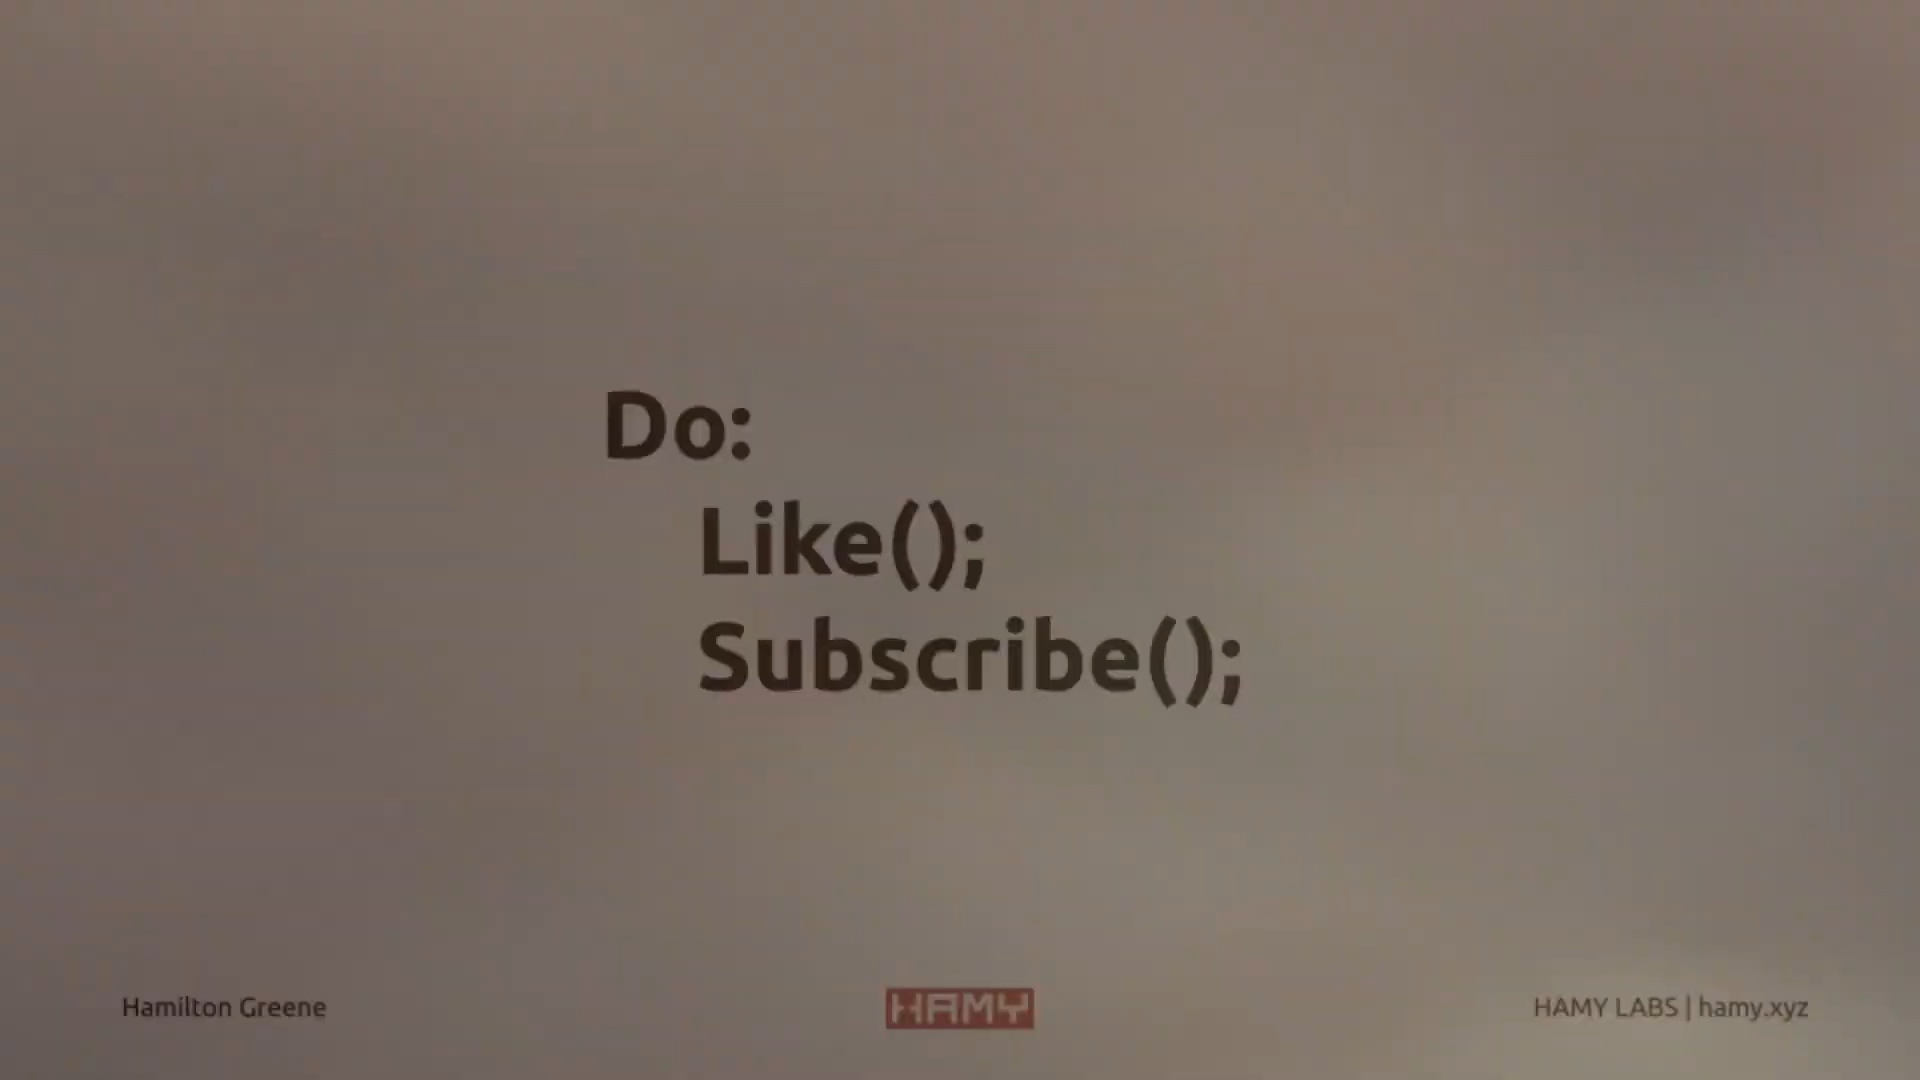 Do:
Like();
Subscribe();
Hamilton Greene
HAMY
HAMY LABS | hamy.xyz